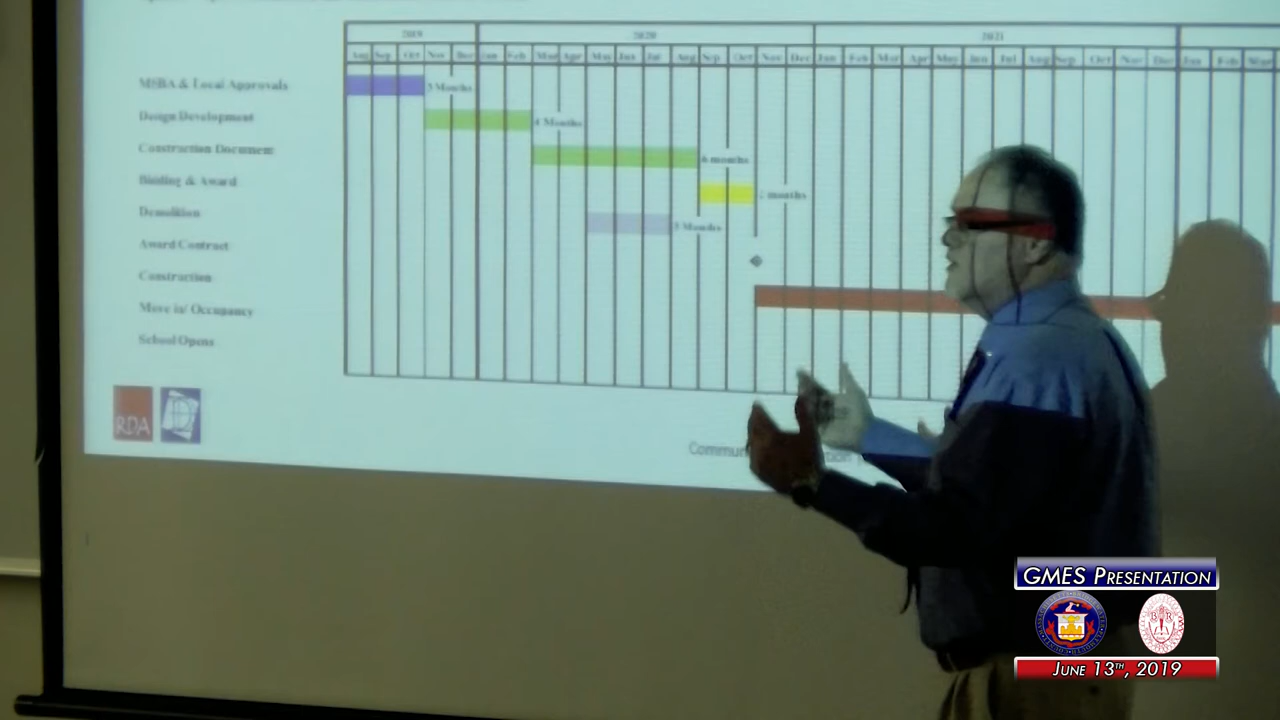 2019 2020 2021
Aug Sep Oct Nov Dec Jan Feb Mar Apr May Jun Jul Aug Sep Oct Nov Dec Jan Feb Mar Apr May Jun Jul Aug Sep Oct Nov Dec Jan Feb Mar
MSBA & Local Approvals 3 Months
Design Development 4 Months
Construction Document 6 months
Bidding & Award months
Demolition 3 Months
Award Contract
Construction
Move in/ Occupancy
School Opens
RDA
Commun
GMES Presentation
B R
June 13th, 2019